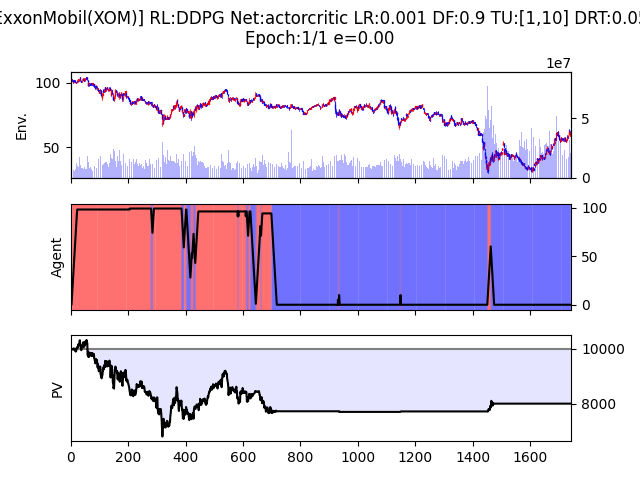 ExxonMobil(XOM)] RL:DDPG Net:actorcritic LR:0.001 DF:0.9 TU:[1,10] DRT:0.05
Epoch:1/1 e=0.00
1e7
100
50
Env.
5
0
Agent
100
50
0
PV
10000
8000
0 200 400 600 800 1000 1200 1400 1600